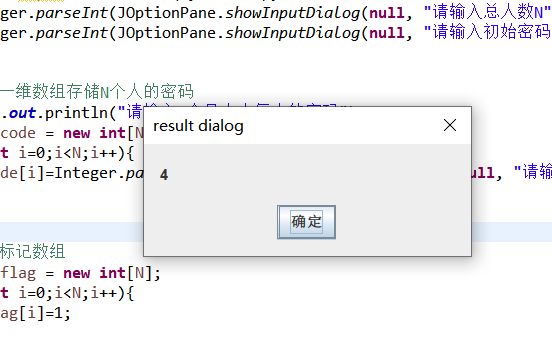 ger.parseInt(JOptionPane.showInputDialog(null, "请输入总人数N"
ger.parseInt(JOptionPane.showInputDialog(null, "请输入初始密码
一维数组存储N个人的密码
.out.println("请
code = new int[N
t i=0;i<N;i++){
de[i]=Integer.pa
ull, "请输
result dialog
4
确定
标记数组
flag = new int[N];
t i=0;i<N;i++){
ag[i]=1;